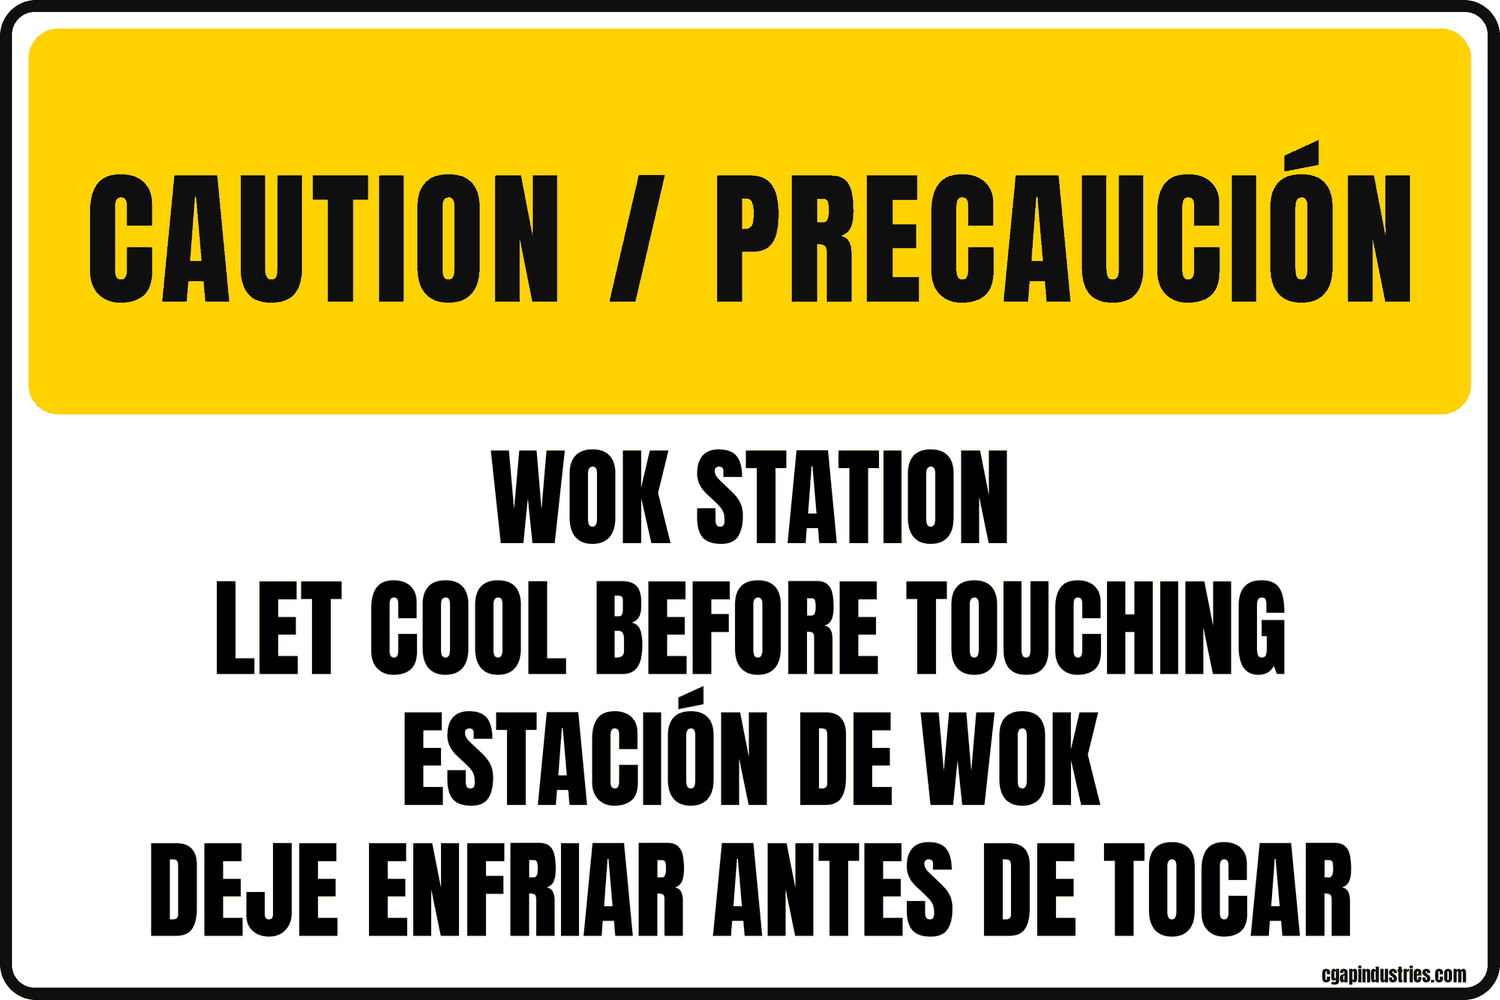 CAUTION / PRECAUCIÓN
WOK STATION
LET COOL BEFORE TOUCHING
ESTACIÓN DE WOK
DEJE ENFRIAR ANTES DE TOCAR
cgapindustries.com